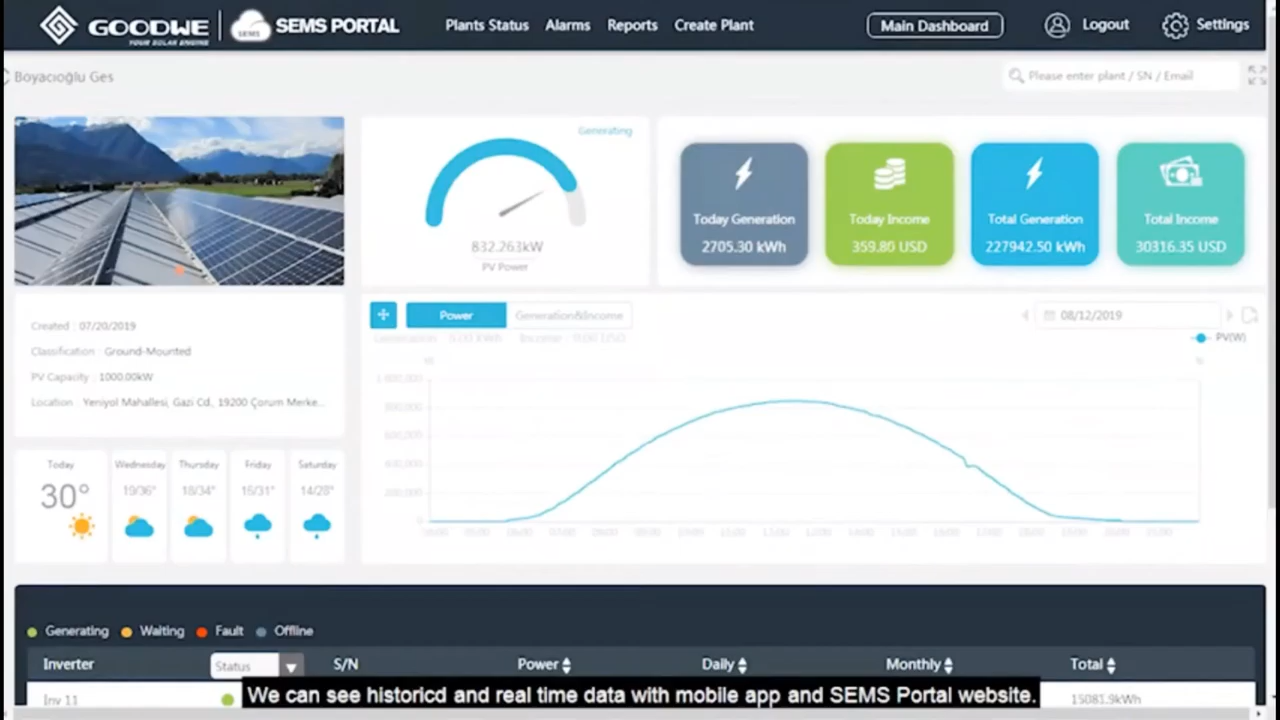 GOODWE
YOUR SOLAR ENGINE
SEMS
SEMS PORTAL
Plants Status
Alarms
Reports
Create Plant
Main Dashboard
Logout
Settings
Boyacıoğlu Ges
Please enter plant / SN / Email
Generating
832.263kW
PV Power
Today Generation
2705.30 kWh
Today Income
359.80 USD
Total Generation
227942.50 kWh
Total Income
30316.35 USD
Created : 07/20/2019
Classification : Ground-Mounted
PV Capacity : 1000.00kW
Location : Yeniyol Mahallesi, Gazi Cd., 19200 Çorum Merke...
Power
Generation&Income
08/12/2019
PV(W)
Today
30°
Wednesday
19/36°
Thursday
18/34°
Friday
16/31°
Saturday
14/28°
Generating
Waiting
Fault
Offline
Inverter
Status
S/N
Power
Daily
Monthly
Total
Inv 11
15081.9kWh
We can see historicd and real time data with mobile app and SEMS Portal website.